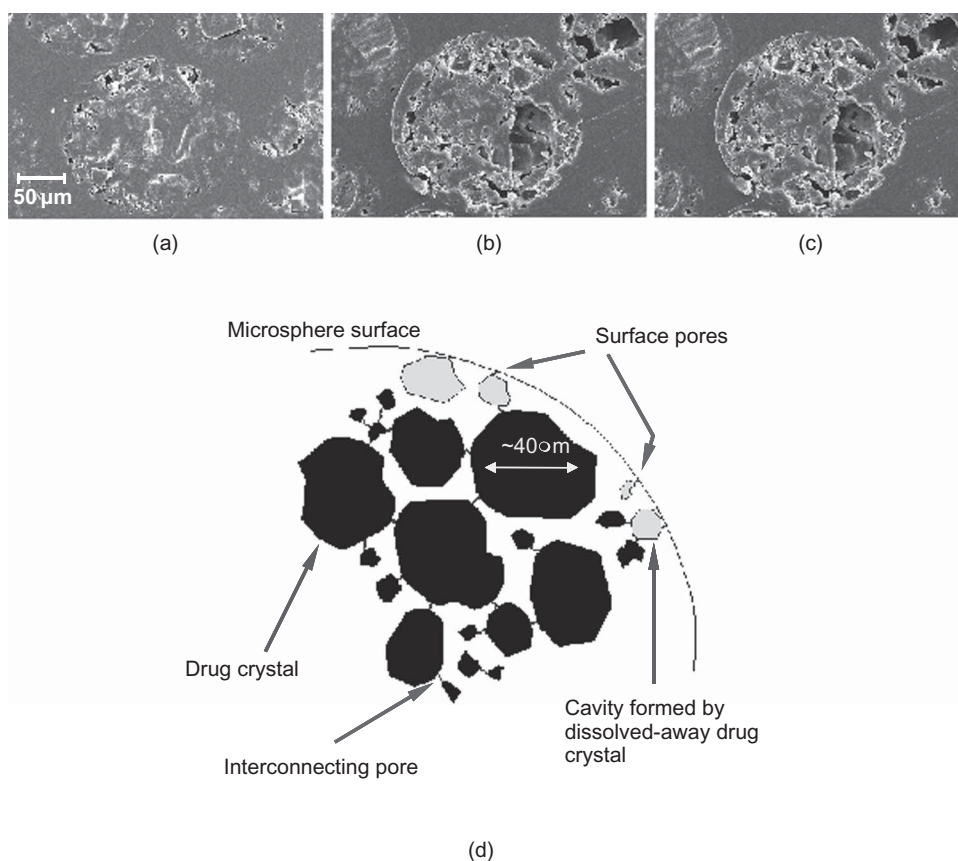 50 µm
(a)
(b)
(c)
Microsphere surface
Surface pores
~40○m
Drug crystal
Cavity formed by
dissolved-away drug
crystal
Interconnecting pore
(d)